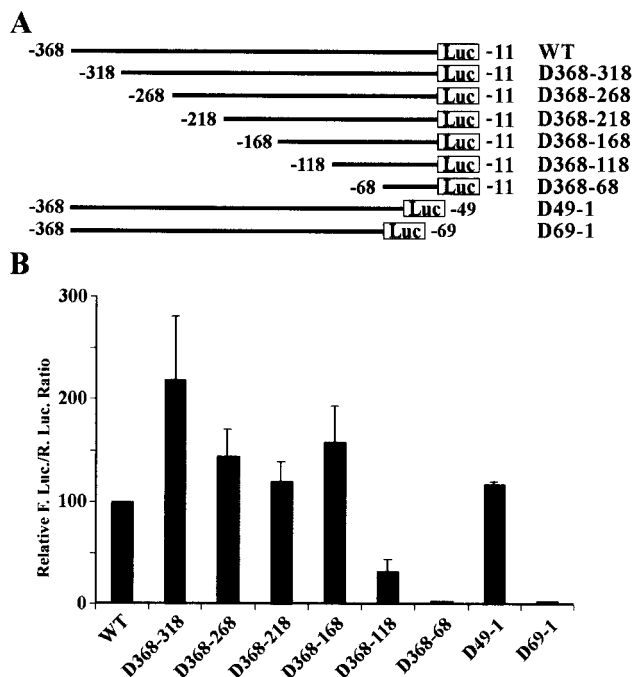 A
-368 Luc -11 WT
-318 Luc -11 D368-318
-268 Luc -11 D368-268
-218 Luc -11 D368-218
-168 Luc -11 D368-168
-118 Luc -11 D368-118
-68 Luc -11 D368-68
-368 Luc -49 D49-1
-368 Luc -69 D69-1
B
Relative F. Luc./R. Luc. Ratio
300
200
100
0
WT
D368-318
D368-268
D368-218
D368-168
D368-118
D368-68
D49-1
D69-1